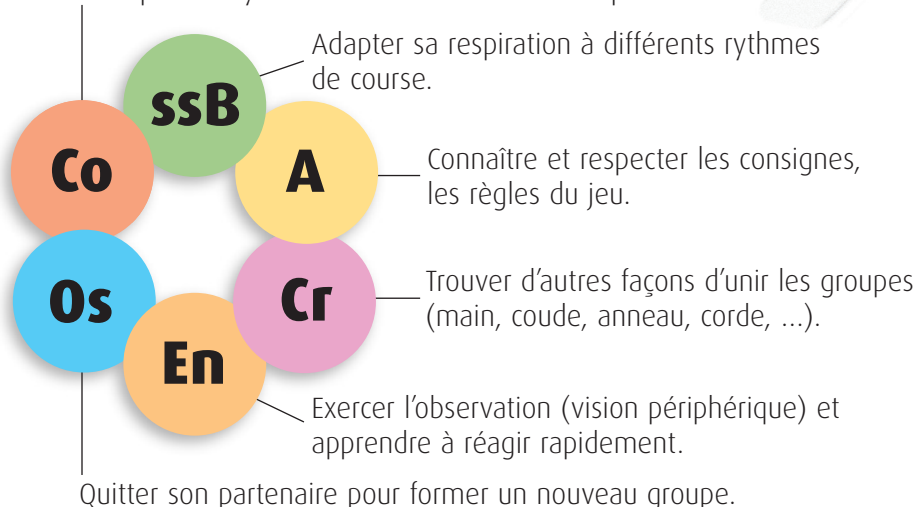 Adapter sa respiration à différents rythmes
de course.
ssB
Co
A
Connaître et respecter les consignes,
les règles du jeu.
Os
Cr
Trouver d'autres façons d'unir les groupes
(main, coude, anneau, corde, ...).
En
Exercer l'observation (vision périphérique) et
apprendre à réagir rapidement.
Quitter son partenaire pour former un nouveau groupe.